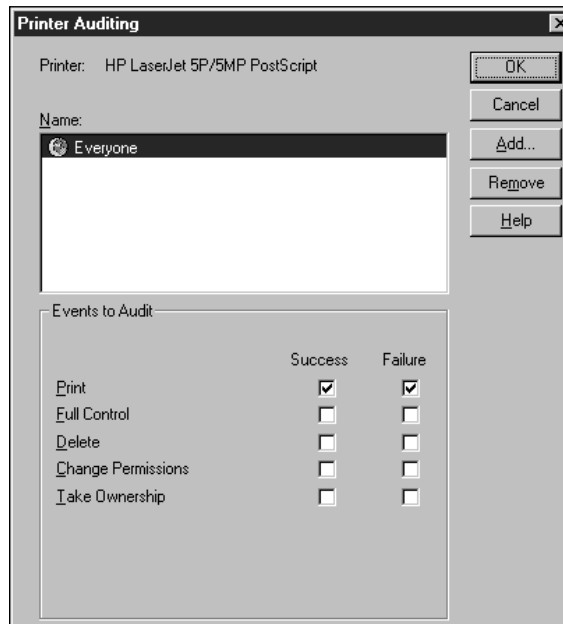 Printer Auditing
Printer: HP LaserJet 5P/5MP PostScript
OK
Cancel
Name:
Everyone
Add...
Remove
Help
Events to Audit
Success Failure
Print
Full Control
Delete
Change Permissions
Take Ownership